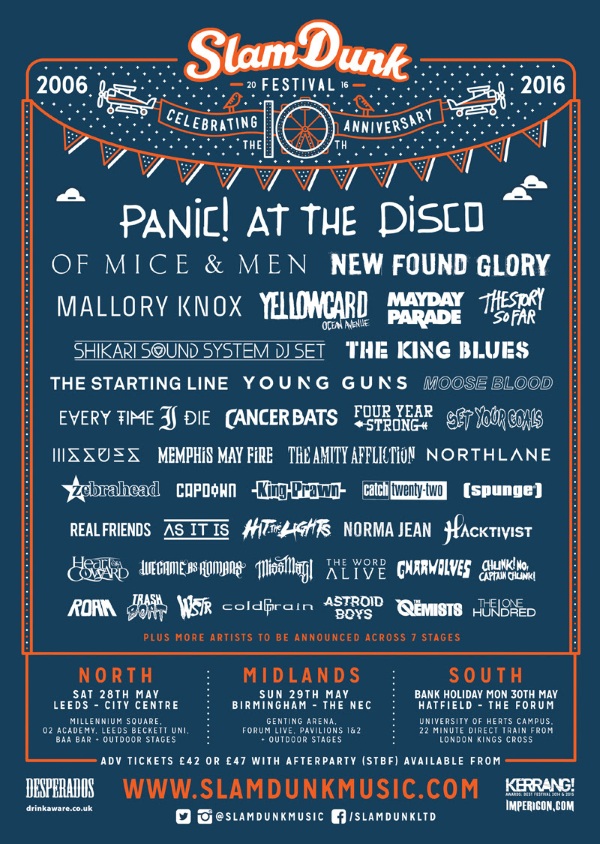 Slam Dunk
2006
20 FESTIVAL 16
2016
CELEBRATING 10 ANNIVERSARY
THE TH
PANIC! AT THE DISCO
OF MICE & MEN NEW FOUND GLORY
MALLORY KNOX YELLOWCARD OCEAN AVENUE MAYDAY PARADE THE STORY SO FAR
SHIKARI SOUND SYSTEM DJ SET THE KING BLUES
THE STARTING LINE YOUNG GUNS MOOSE BLOOD
EVERY TIME I DIE CANCER BATS FOUR YEAR STRONG SET YOUR GOALS
ISSUES MEMPHIS MAY FIRE THE AMITY AFFLICTION NORTHLANE
zebrahead CAPDOWN King Prawn catch twenty-two [spunge]
REAL FRIENDS AS IT IS HIT THE LIGHTS NORMA JEAN HACKTIVIST
HEART OF A COWARD WE CAME AS ROMANS MISS MAY I THE WORD ALIVE GNARWOLVES CHUNK! NO, CAPTAIN CHUNK!
ROAM TRASH BOAT WSTR coldrain ASTROID BOYS THE QEMISTS THE ONE HUNDRED
PLUS MORE ARTISTS TO BE ANNOUNCED ACROSS 7 STAGES
NORTH
SAT 28TH MAY
LEEDS - CITY CENTRE
MILLENNIUM SQUARE,
O2 ACADEMY, LEEDS BECKETT UNI,
BAA BAR + OUTDOOR STAGES
MIDLANDS
SUN 29TH MAY
BIRMINGHAM - THE NEC
GENTING ARENA,
FORUM LIVE, PAVILIONS 1&2
+ OUTDOOR STAGES
SOUTH
BANK HOLIDAY MON 30TH MAY
HATFIELD - THE FORUM
UNIVERSITY OF HERTS CAMPUS,
22 MINUTE DIRECT TRAIN FROM
LONDON KINGS CROSS
ADV TICKETS £42 OR £47 WITH AFTERPARTY (STBF) AVAILABLE FROM
DESPERADOS
drinkaware.co.uk
WWW.SLAMDUNKMUSIC.COM
@SLAMDUNKMUSIC /SLAMDUNKLTD
KERRANG!
IMPERICON.COM